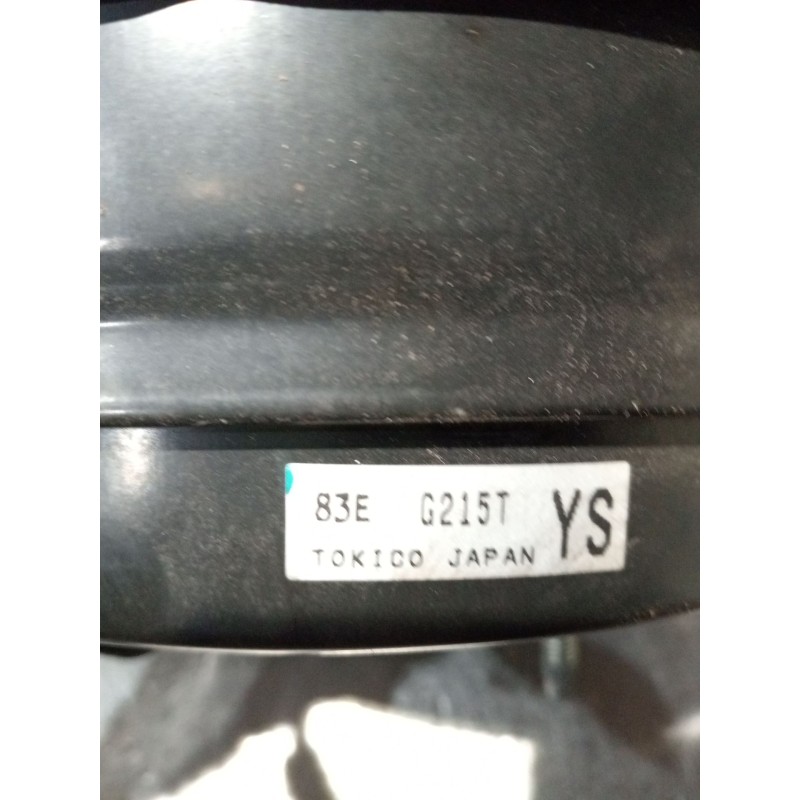 83E G215T YS
TOKICO JAPAN